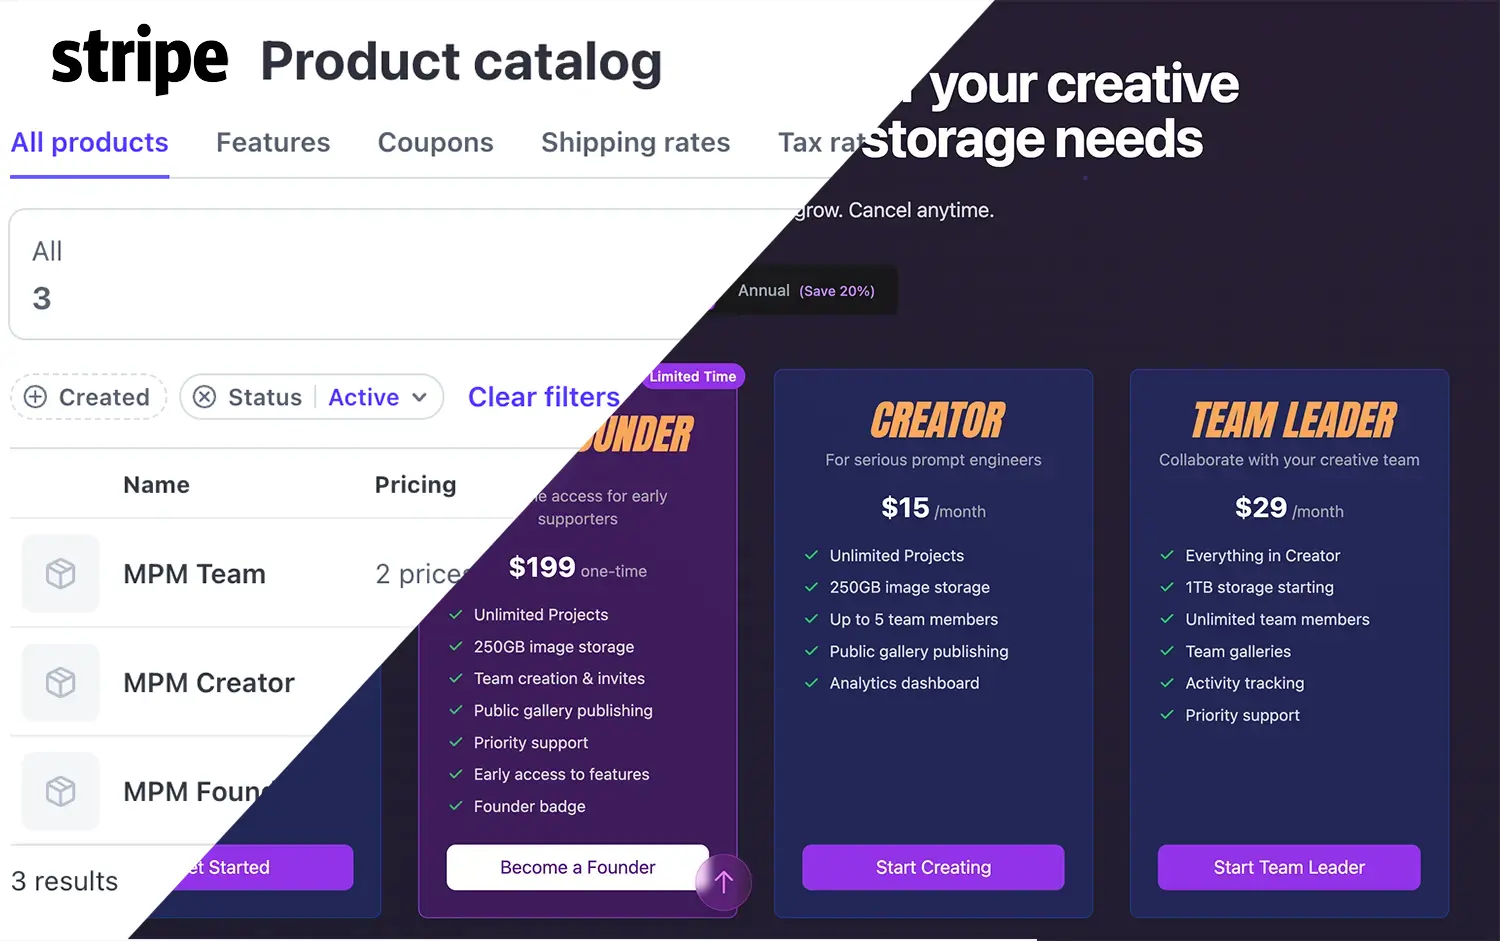 stripe Product catalog
All products Features Coupons Shipping rates Tax
All
3
Created Status Active Clear filters
Name Pricing
MPM Team 2 prices
MPM Creator
MPM
3 results
your creative
storage needs
grow. Cancel anytime.
Annual (Save 20%)
Limited Time
access for early
supporters
$199 one-time
Unlimited Projects
250GB image storage
Team creation & invites
Public gallery publishing
Priority support
Early access to features
Founder badge
Become a Founder
CREATOR
For serious prompt engineers
$15 /month
Unlimited Projects
250GB image storage
Up to 5 team members
Public gallery publishing
Analytics dashboard
Start Creating
TEAM LEADER
Collaborate with your creative team
$29 /month
Everything in Creator
1TB storage starting
Unlimited team members
Team galleries
Activity tracking
Priority support
Start Team Leader
Started